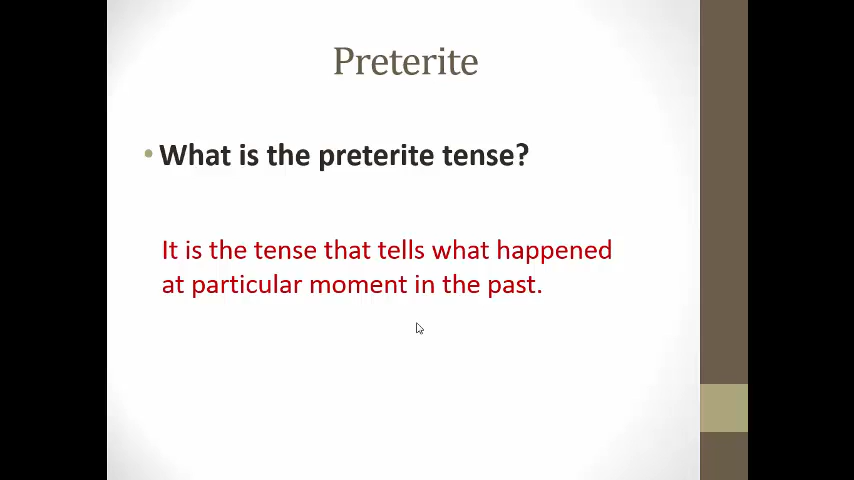 Preterite
• What is the preterite tense?
It is the tense that tells what happened
at particular moment in the past.